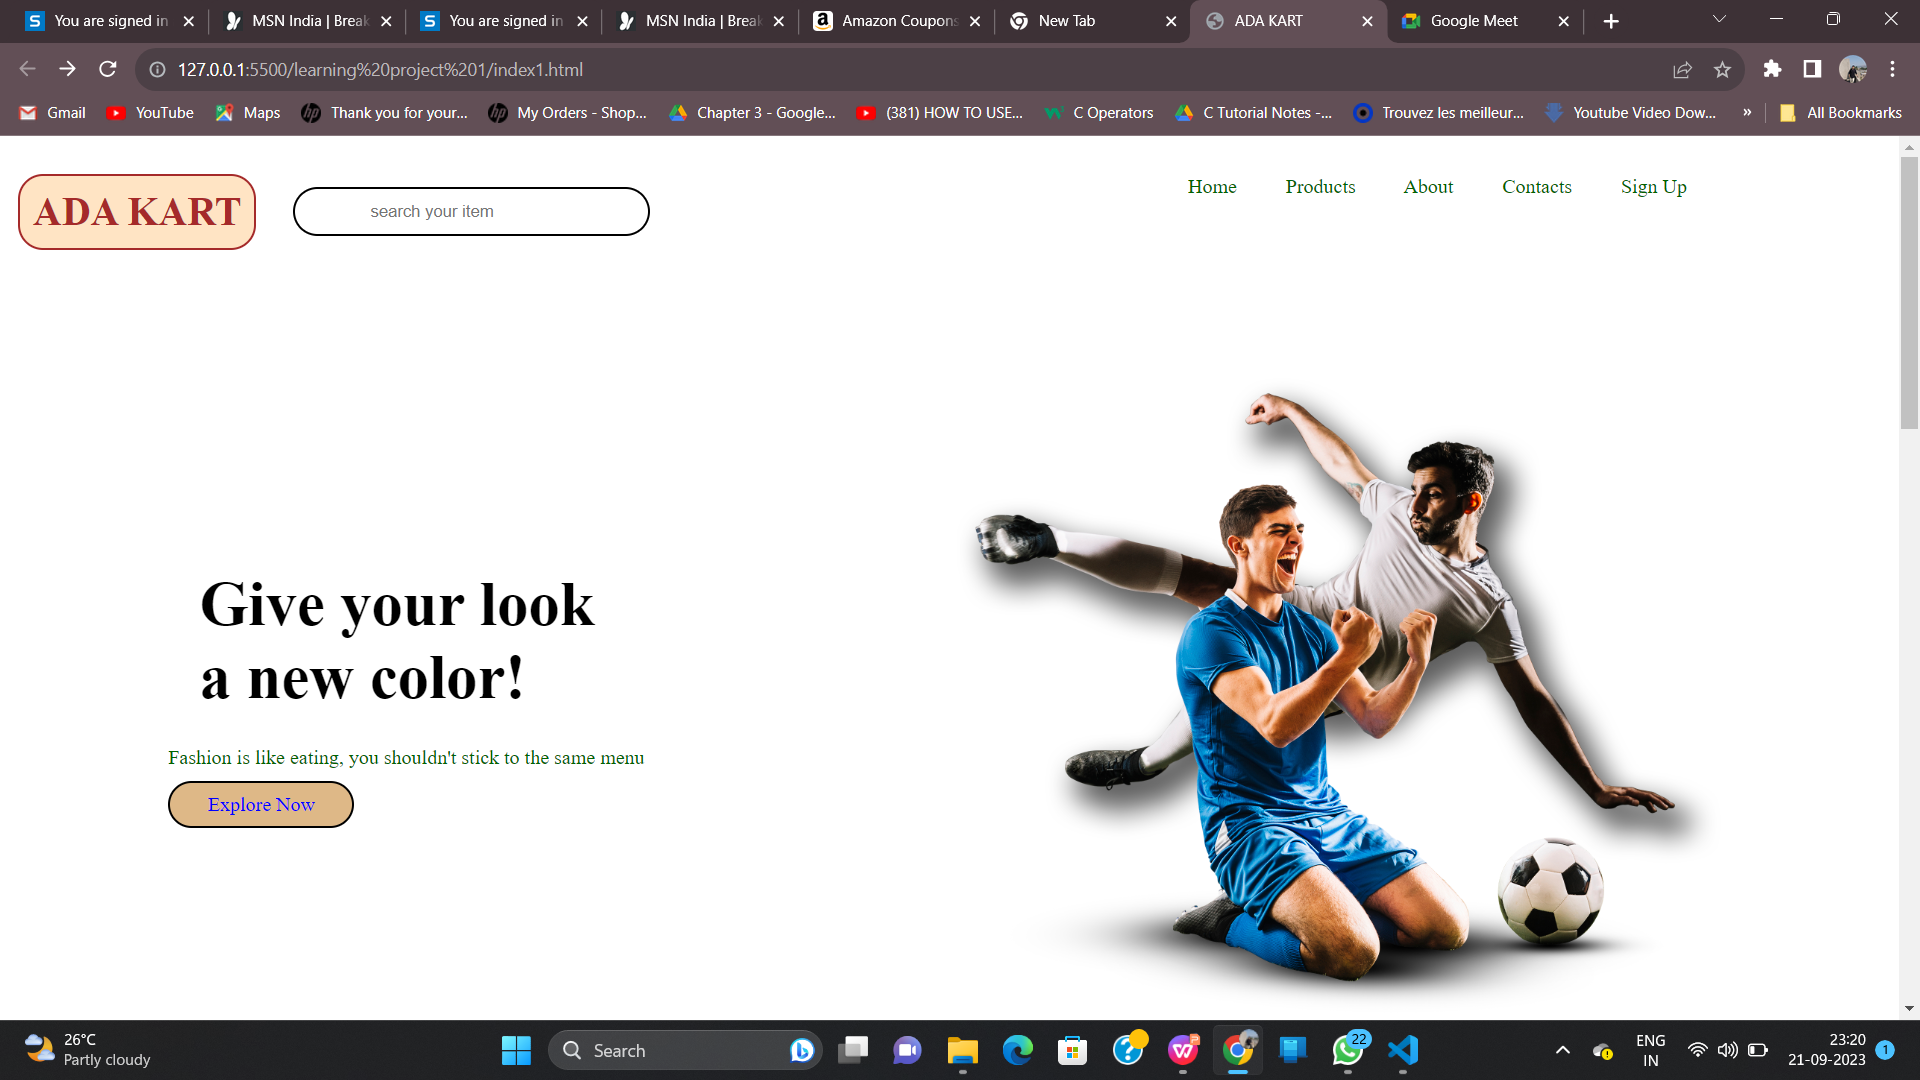 You are signed in
MSN India | Break
You are signed in
MSN India | Break
Amazon Coupons
New Tab
ADA KART
Google Meet
127.0.0.1:5500/learning%20project%201/index1.html
Gmail
YouTube
Maps
Thank you for your...
My Orders - Shop...
Chapter 3 - Google...
(381) HOW TO USE...
C Operators
C Tutorial Notes -...
Trouvez les meilleur...
Youtube Video Dow...
»
All Bookmarks
ADA KART
search your item
Home
Products
About
Contacts
Sign Up
Give your look
a new color!
Fashion is like eating, you shouldn't stick to the same menu
Explore Now
26°C
Partly cloudy
Search
22
ENG
IN
23:20
21-09-2023
1